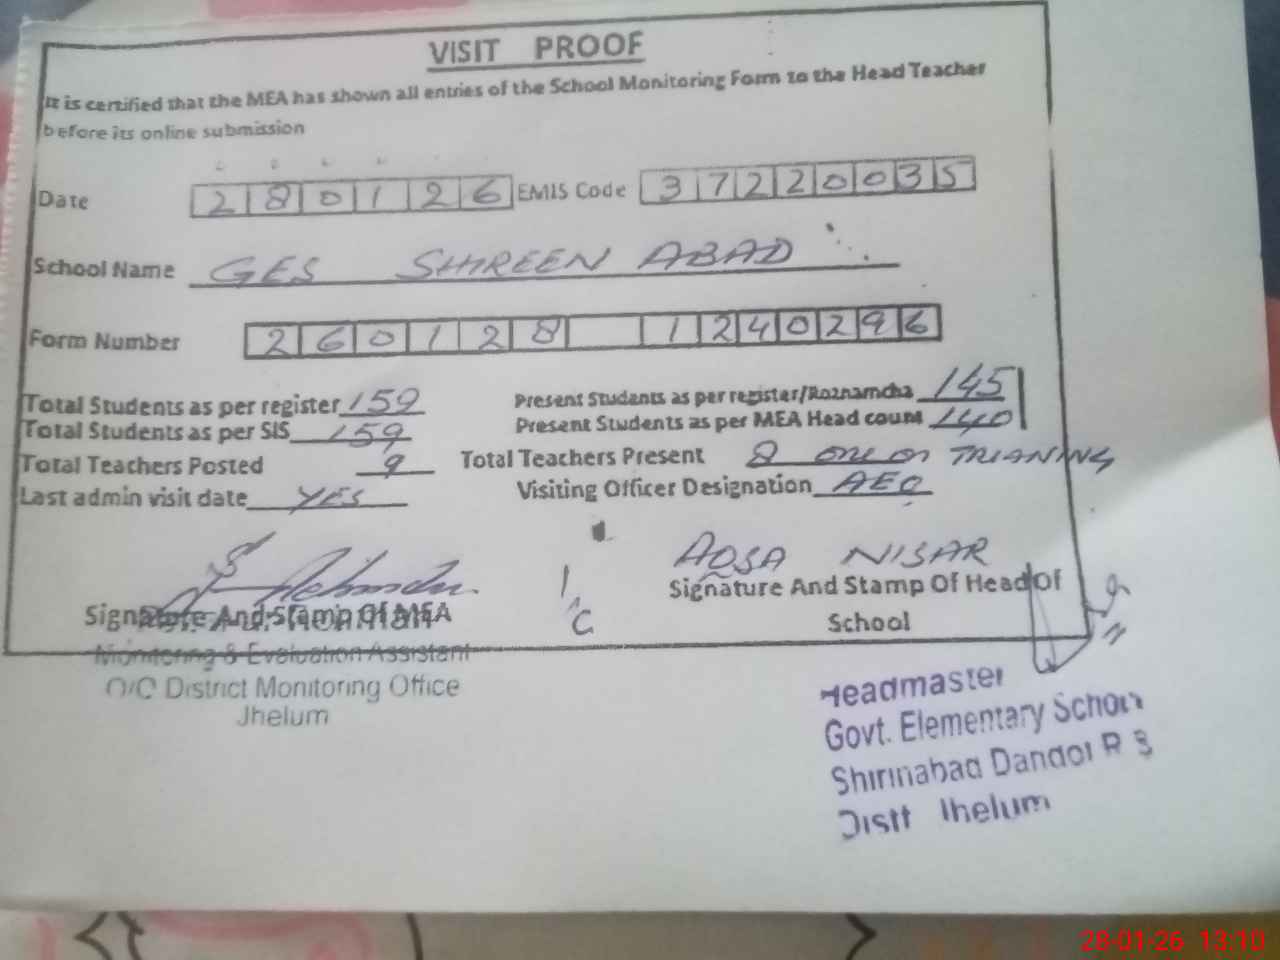 VISIT PROOF
It is certified that the MEA has shown all entries of the School Monitoring Form to the Head Teacher
before its online submission
Date 280126 EMIS Code 37220035
School Name GES SHREEN ABAD
Form Number 260128 1240296
Total Students as per register 159 Present Students as per register/Roznamcha 145
Total Students as per SIS 159 Present Students as per MEA Head count 140
Total Teachers Posted 9 Total Teachers Present 8 one on TRIANING
Last admin visit date YES Visiting Officer Designation AEO
AQSA NISAR
Signature And Stamp Of MEA Signature And Stamp Of Head Of
School
I/C
Monitoring & Evaluation Assistant
O/O District Monitoring Office
Jhelum
Headmaster
Govt. Elementary School
Shirinabad Dandot R S
Distt Jhelum
28-01-26 13:10